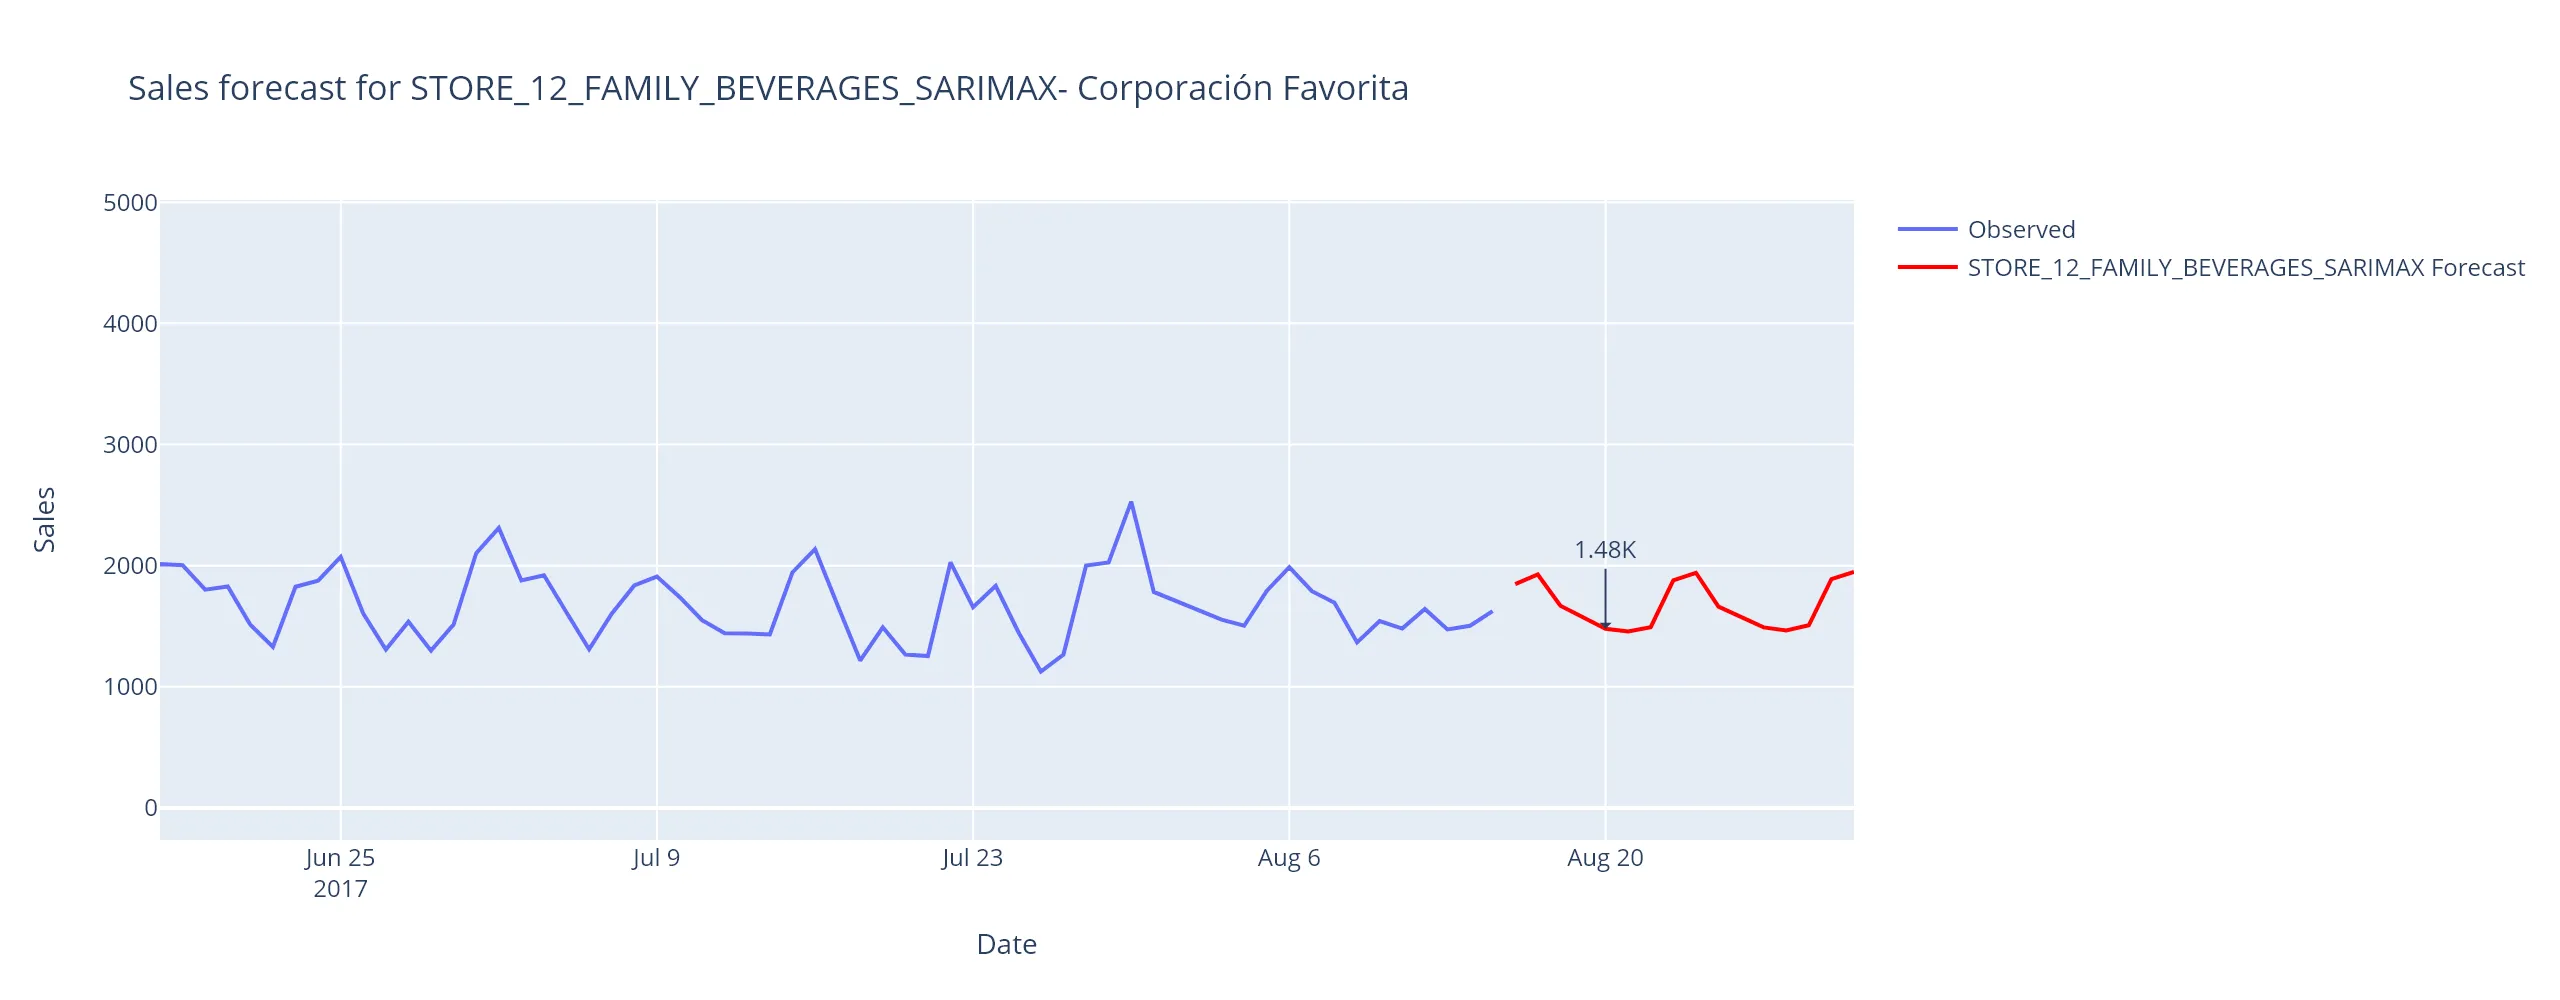 Sales forecast for STORE_12_FAMILY_BEVERAGES_SARIMAX- Corporación Favorita
Observed
STORE_12_FAMILY_BEVERAGES_SARIMAX Forecast
Sales
5000
4000
3000
2000
1000
0
1.48K
Jun 25
2017
Jul 9
Jul 23
Aug 6
Aug 20
Date